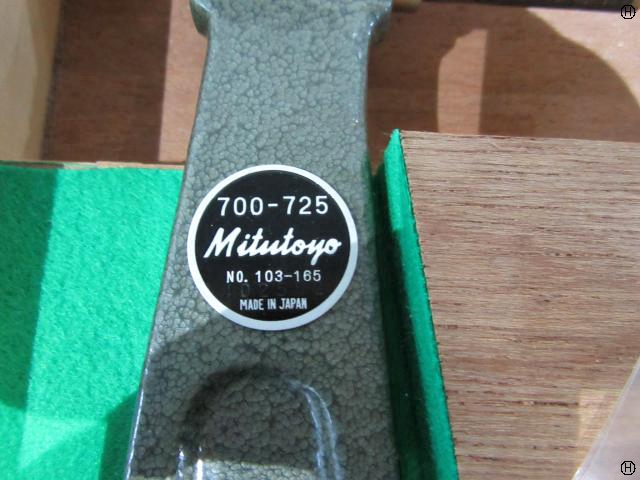 700-725
Mitutoyo
NO. 103-165
MADE IN JAPAN
H
H
H